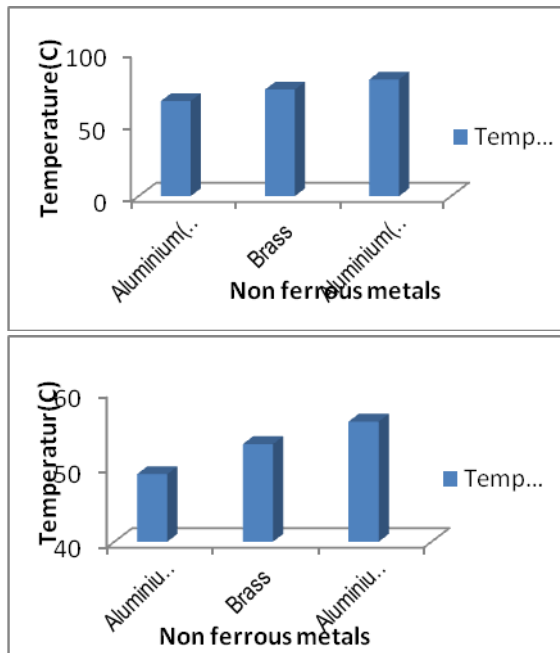 Temperature(C)
100
50
0
Aluminium(..
Brass
Aluminium(..
Non ferrous metals
Temp...
Temperatur(C)
60
50
40
Aluminiu..
Brass
Aluminiu..
Non ferrous metals
Temp...